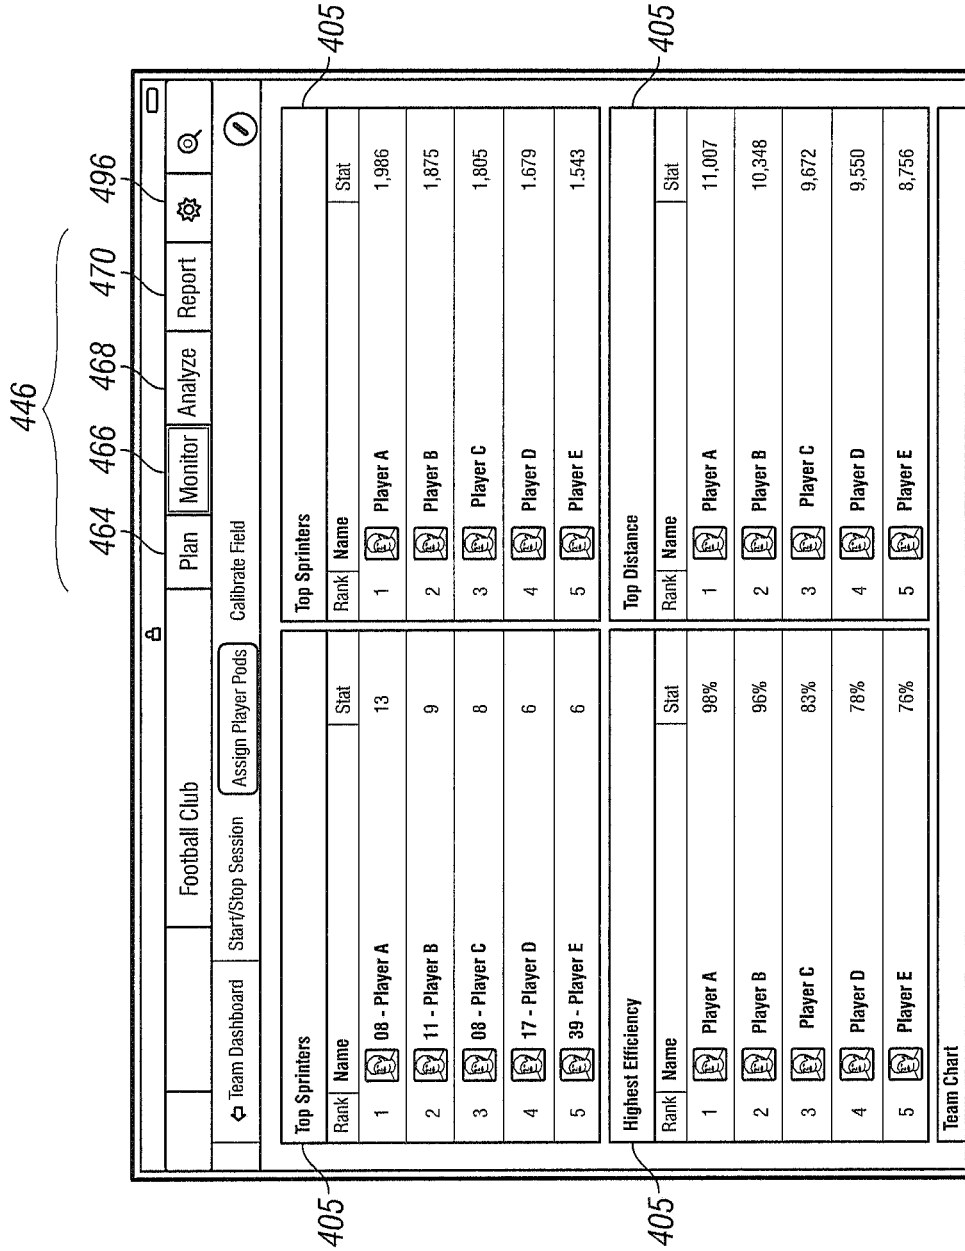 446
464 466 468 470 496
Football Club Plan Monitor Analyze Report
Team Dashboard Start/Stop Session Assign Player Pods Calibrate Field
405
Top Sprinters
Rank Name Stat
1 08 - Player A 13
2 11 - Player B 9
3 08 - Player C 8
4 17 - Player D 6
5 39 - Player E 6
405
Top Sprinters
Rank Name Stat
1 Player A 1,986
2 Player B 1,875
3 Player C 1,805
4 Player D 1.679
5 Player E 1.543
405
Highest Efficiency
Rank Name Stat
1 Player A 98%
2 Player B 96%
3 Player C 83%
4 Player D 78%
5 Player E 76%
405
Top Distance
Rank Name Stat
1 Player A 11,007
2 Player B 10,348
3 Player C 9,672
4 Player D 9,550
5 Player E 8,756
Team Chart